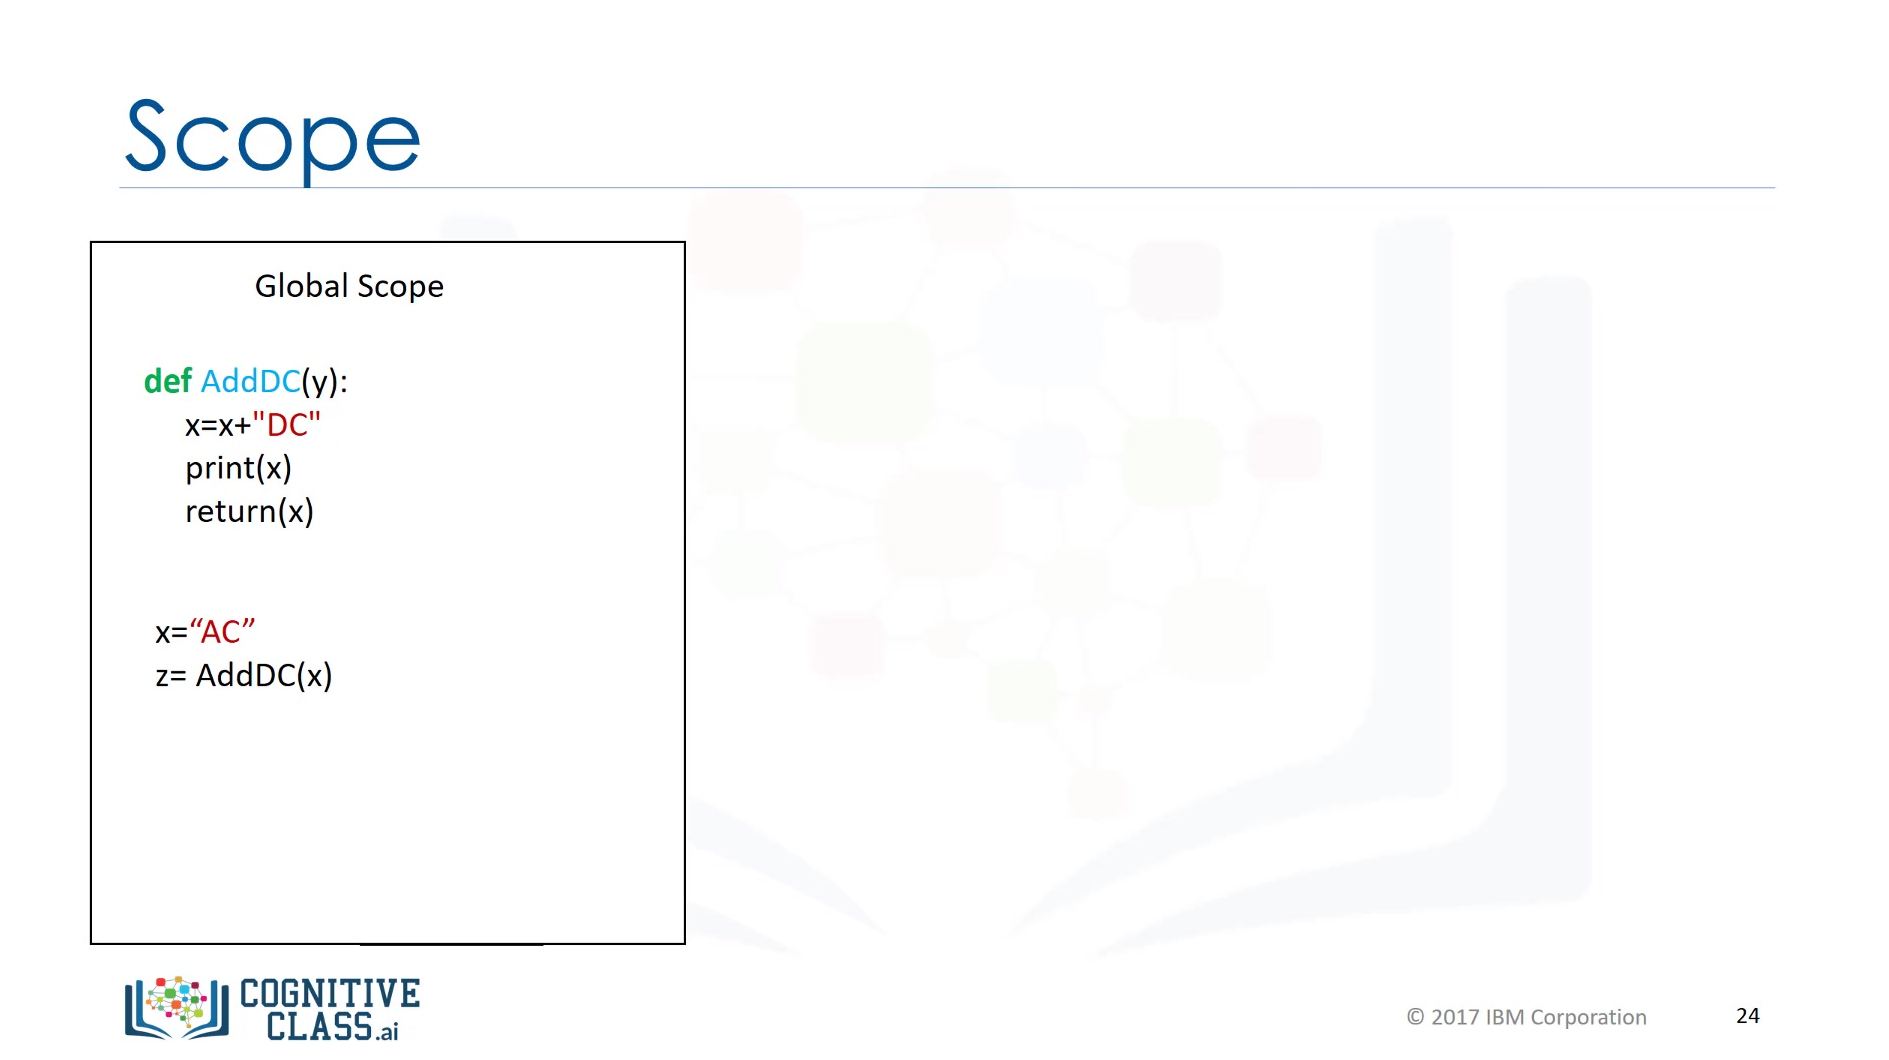 Scope
Global Scope
def AddDC(y):
x=x+"DC"
print(x)
return(x)
x=“AC”
z= AddDC(x)
COGNITIVE
CLASS.ai
© 2017 IBM Corporation
24